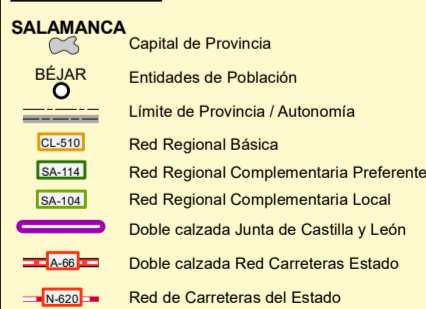 SALAMANCA
Capital de Provincia
BÉJAR
Entidades de Población
Límite de Provincia / Autonomía
CL-510 Red Regional Básica
SA-114 Red Regional Complementaria Preferente
SA-104 Red Regional Complementaria Local
Doble calzada Junta de Castilla y León
A-66 Doble calzada Red Carreteras Estado
N-620 Red de Carreteras del Estado